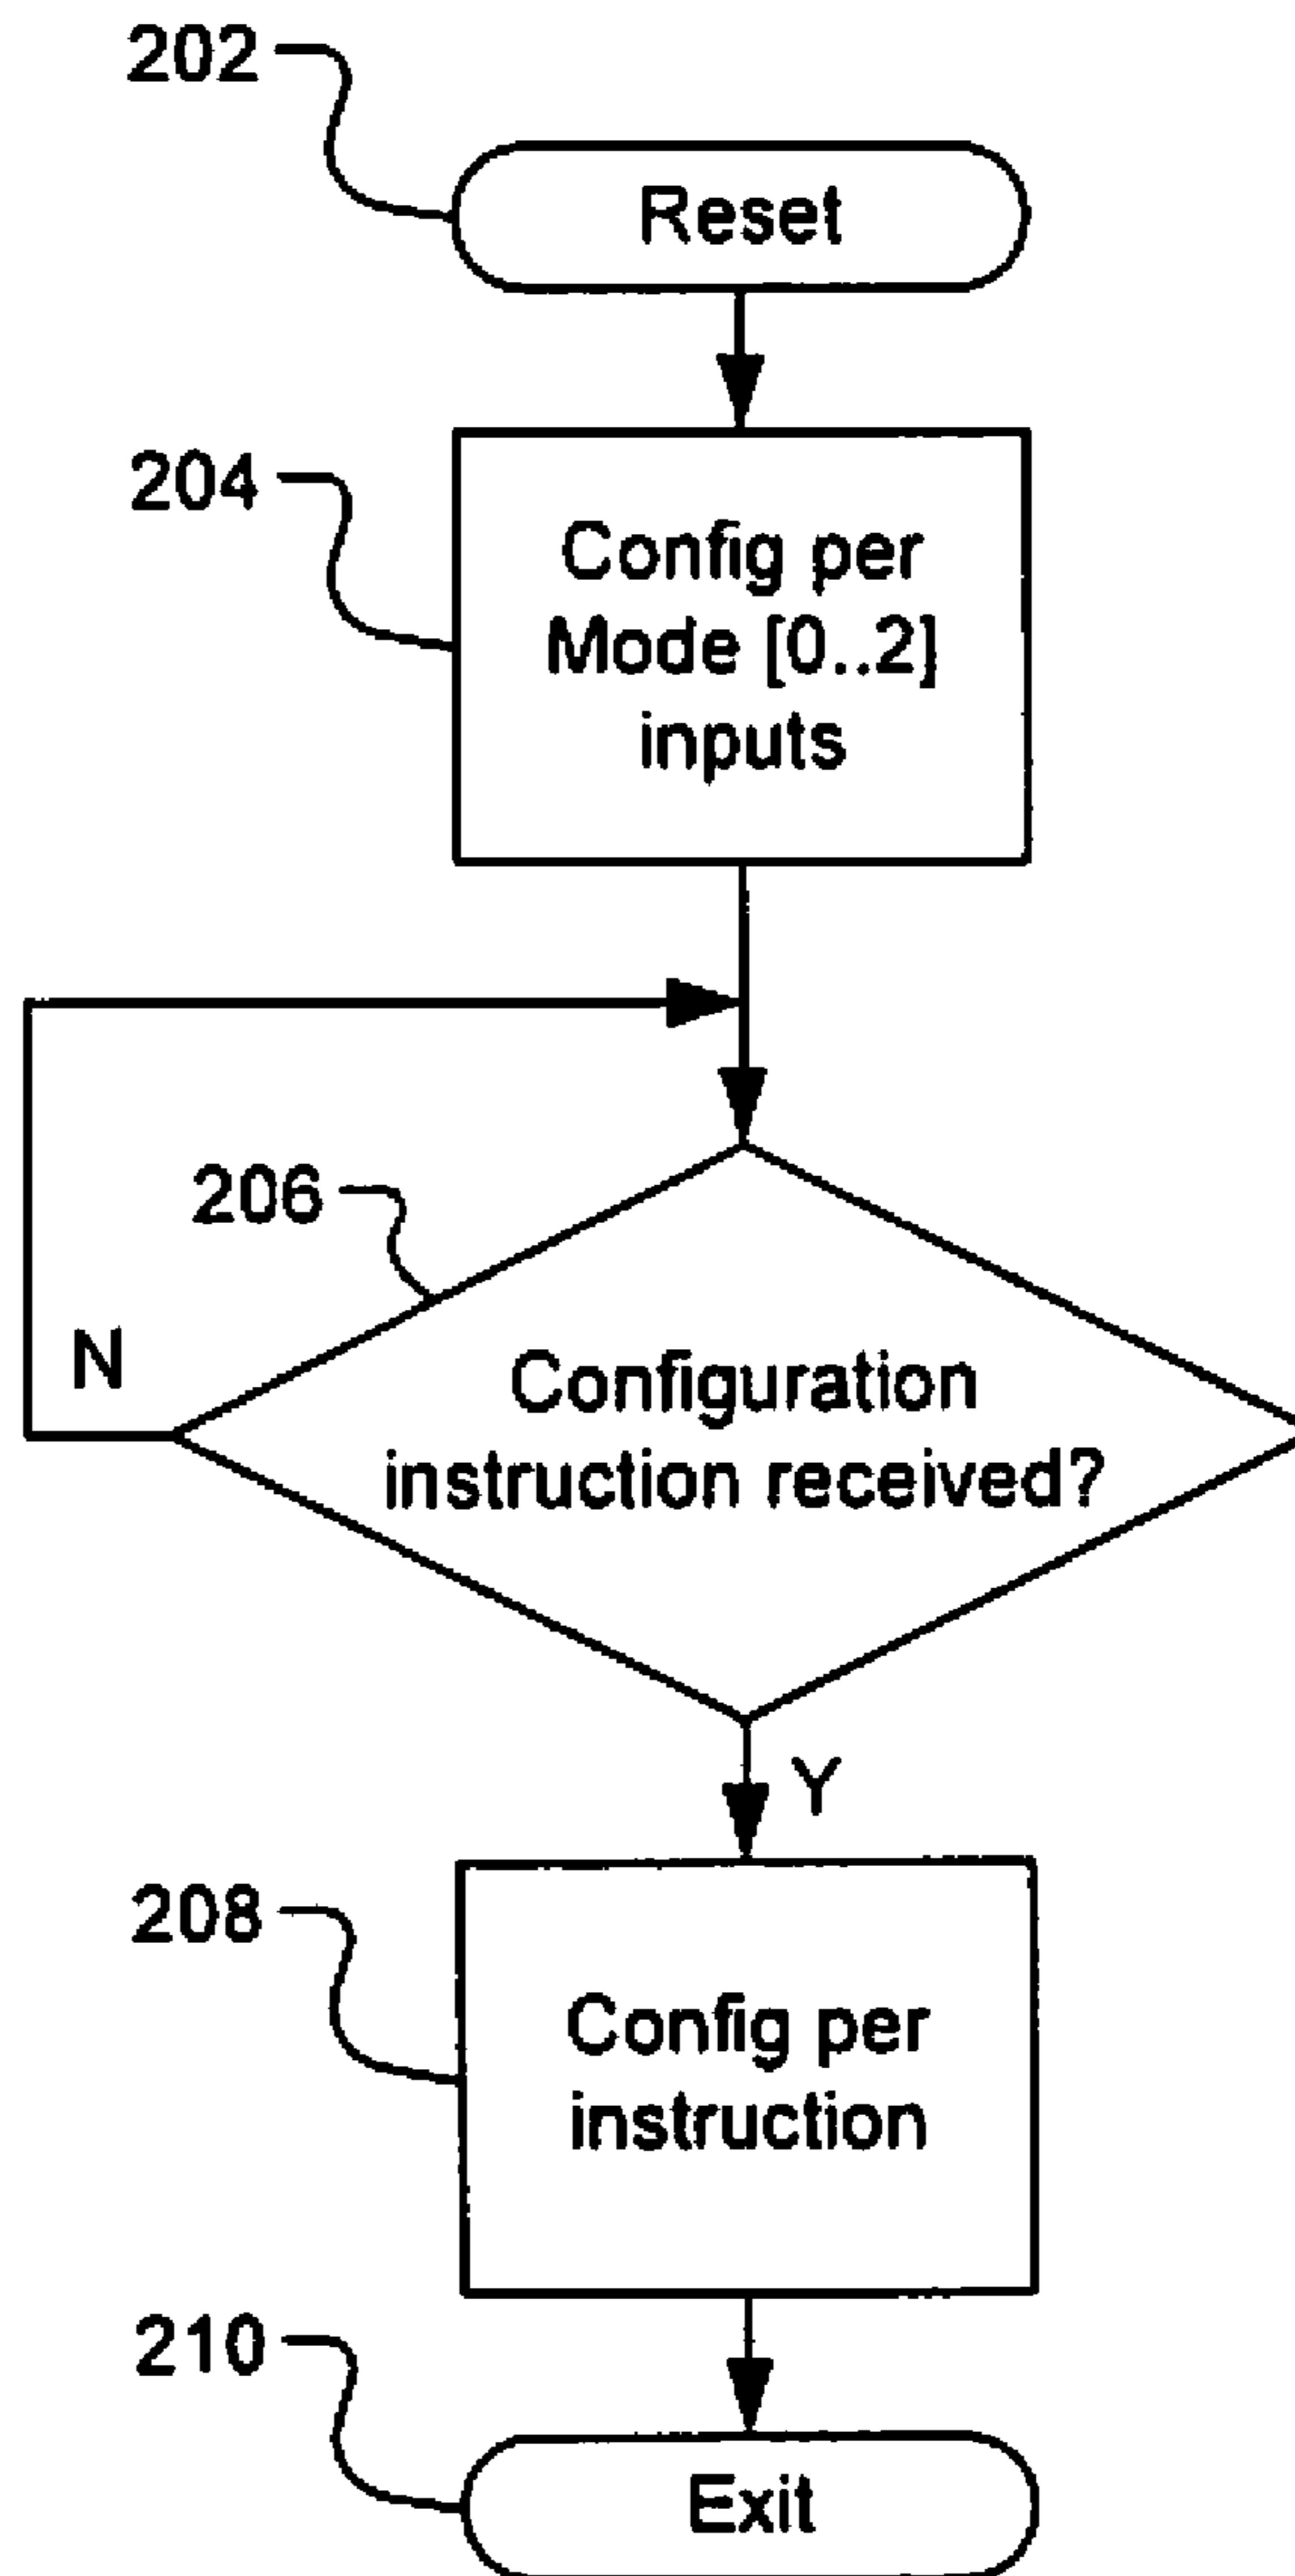 202
Reset
204
Config per
Mode [0..2]
inputs
206
N
Configuration
instruction received?
Y
208
Config per
instruction
210
Exit